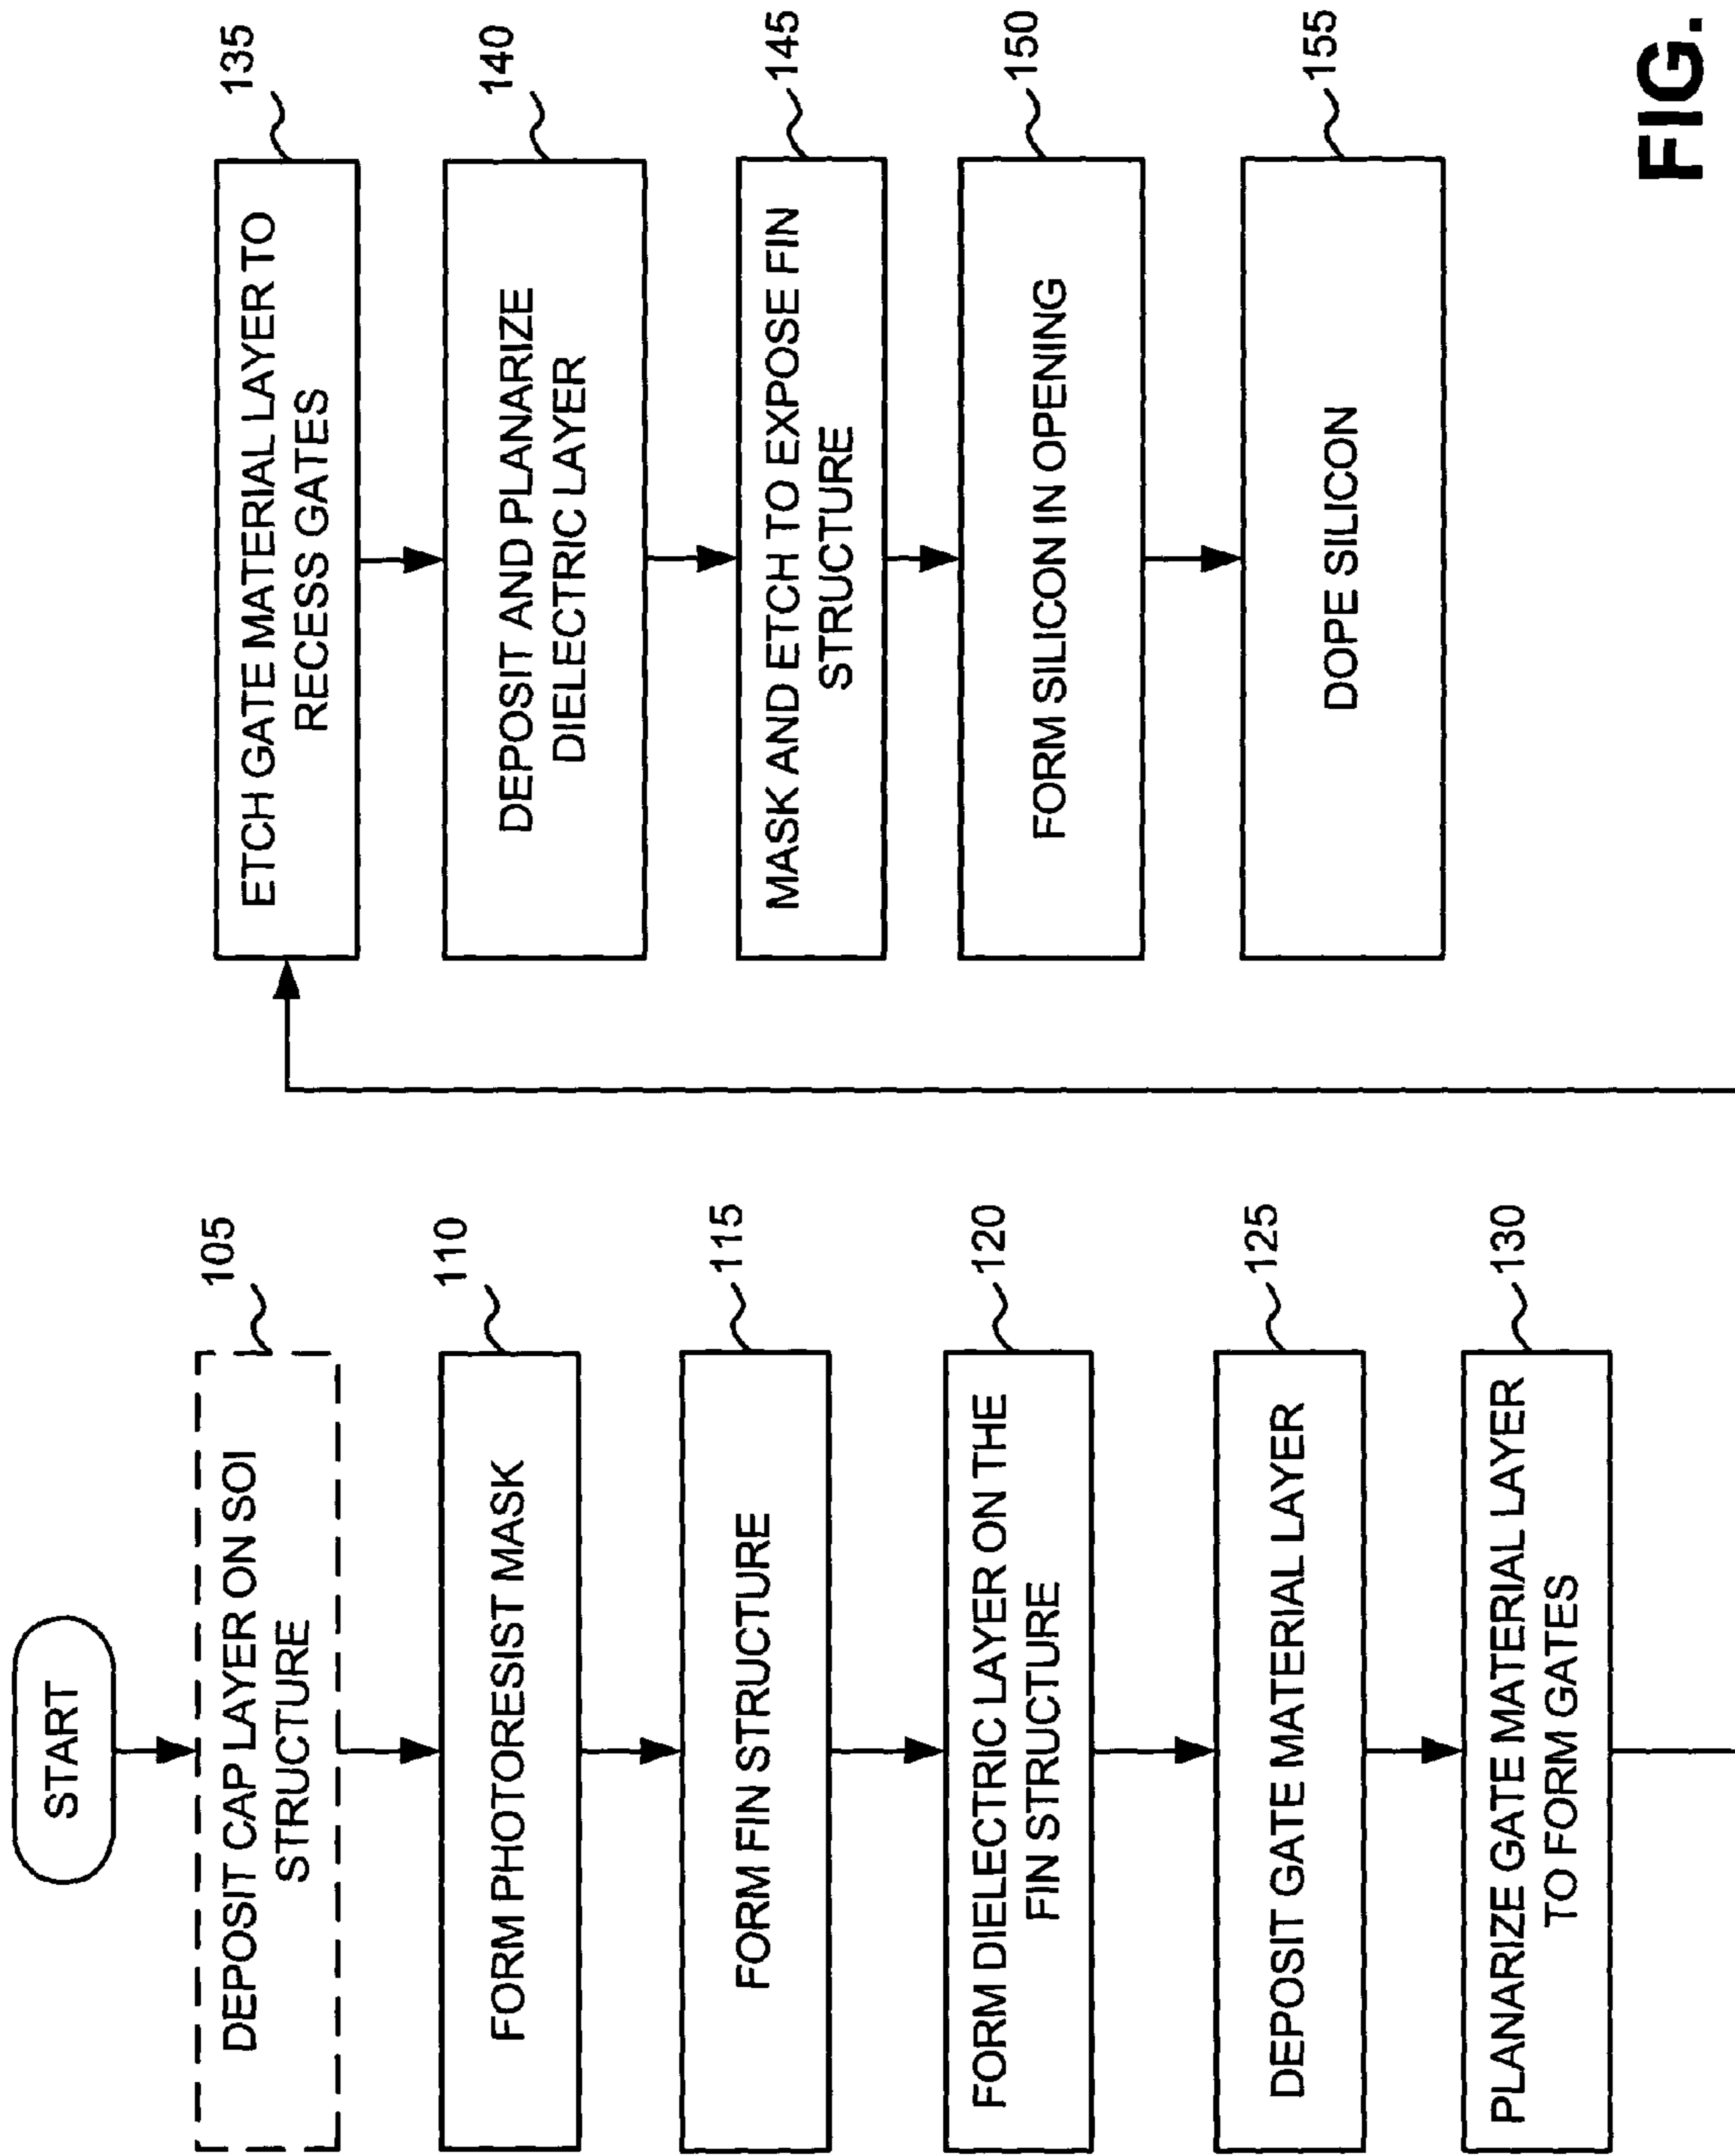 START
DEPOSIT CAP LAYER ON SOI
STRUCTURE
105
FORM PHOTORESIST MASK
110
FORM FIN STRUCTURE
115
FORM DIELECTRIC LAYER ON THE
FIN STRUCTURE
120
DEPOSIT GATE MATERIAL LAYER
125
PLANARIZE GATE MATERIAL LAYER
TO FORM GATES
130
ETCH GATE MATERIAL LAYER TO
RECESS GATES
135
DEPOSIT AND PLANARIZE
DIELECTRIC LAYER
140
MASK AND ETCH TO EXPOSE FIN
STRUCTURE
145
FORM SILICON IN OPENING
150
DOPE SILICON
155
FIG.